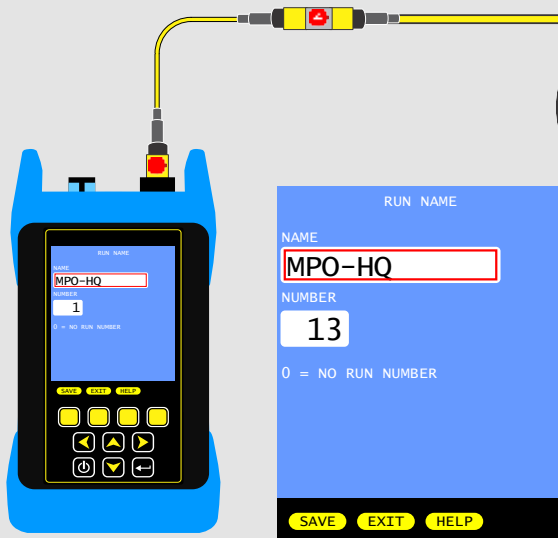 RUN NAME
NAME
MPO-HQ
NUMBER
1
0 = NO RUN NUMBER
SAVE EXIT HELP
RUN NAME
NAME
MPO-HQ
NUMBER
13
0 = NO RUN NUMBER
SAVE EXIT HELP